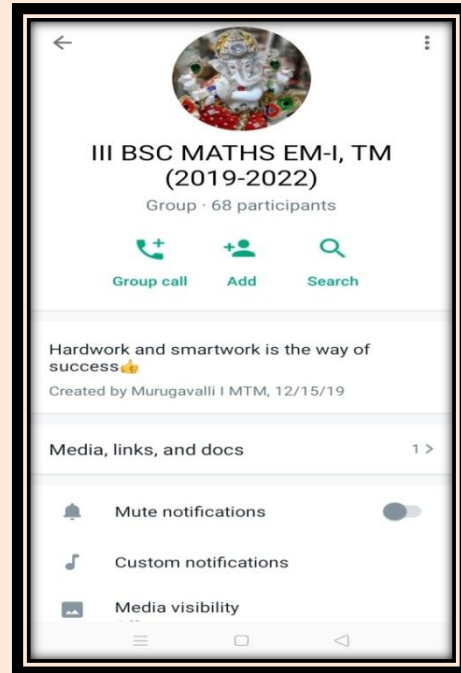 III BSC MATHS EM-I, TM
(2019-2022)
Group · 68 participants
Group call Add Search
Hardwork and smartwork is the way of
success👍
Created by Murugavalli I MTM, 12/15/19
Media, links, and docs 1 >
Mute notifications
Custom notifications
Media visibility